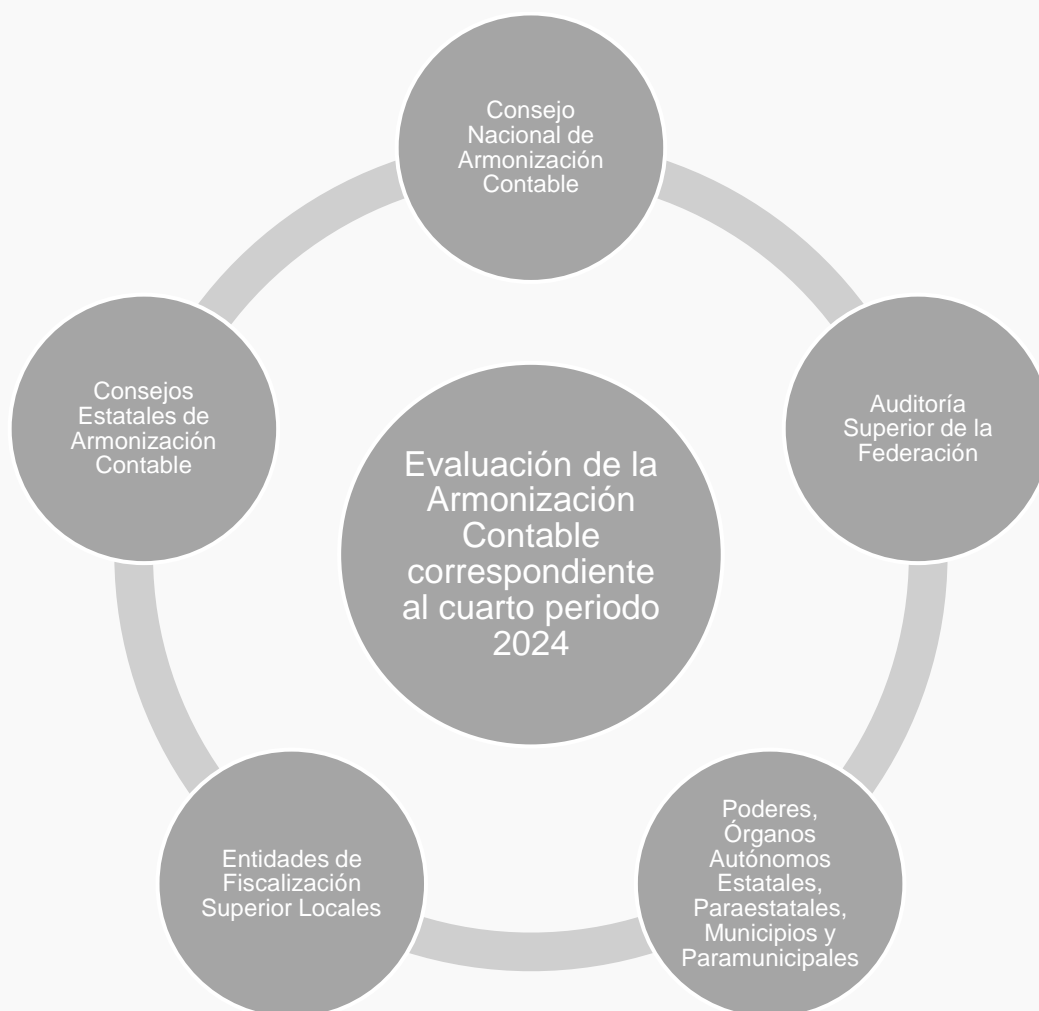 Consejo
Nacional de
Armonización
Contable
Consejos
Estatales de
Armonización
Contable
Auditoría
Superior de la
Federación
Evaluación de la
Armonización
Contable
correspondiente
al cuarto periodo
2024
Entidades de
Fiscalización
Superior Locales
Poderes,
Órganos
Autónomos
Estatales,
Paraestatales,
Municipios y
Paramunicipales